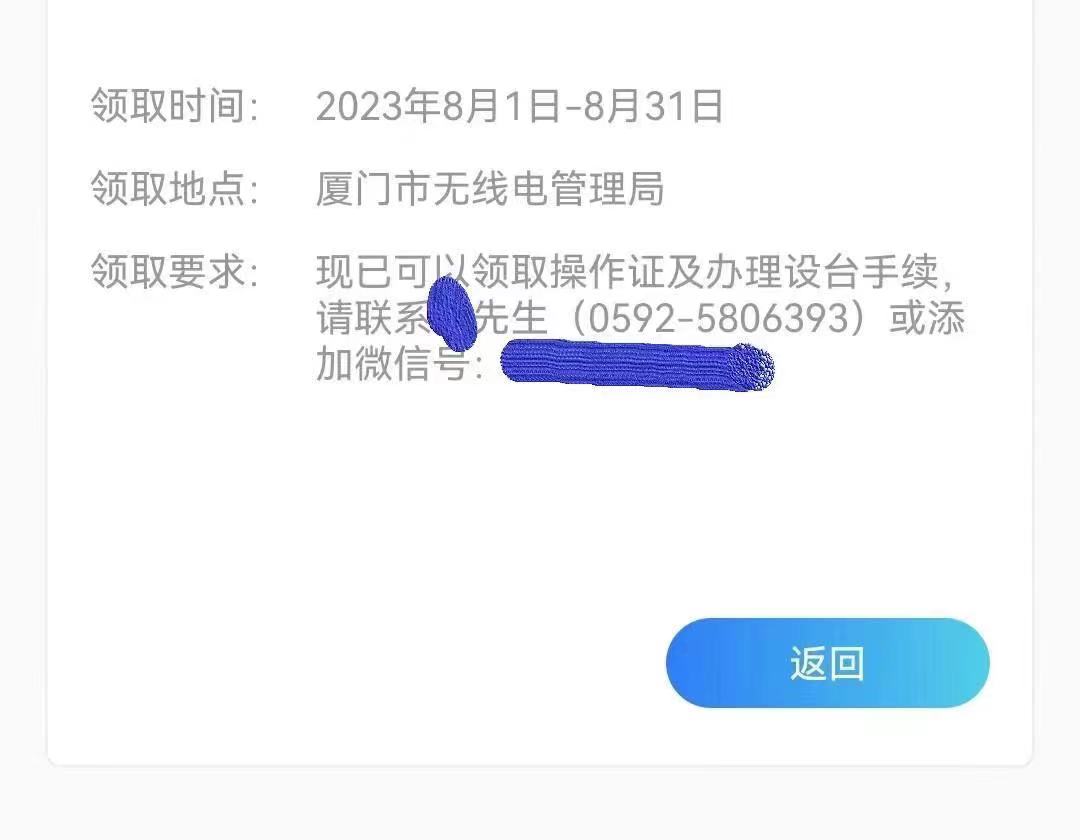 领取时间： 2023年8月1日-8月31日
领取地点： 厦门市无线电管理局
领取要求： 现已可以领取操作证及办理设台手续，
请联系 先生（0592-5806393）或添
加微信号：
返回